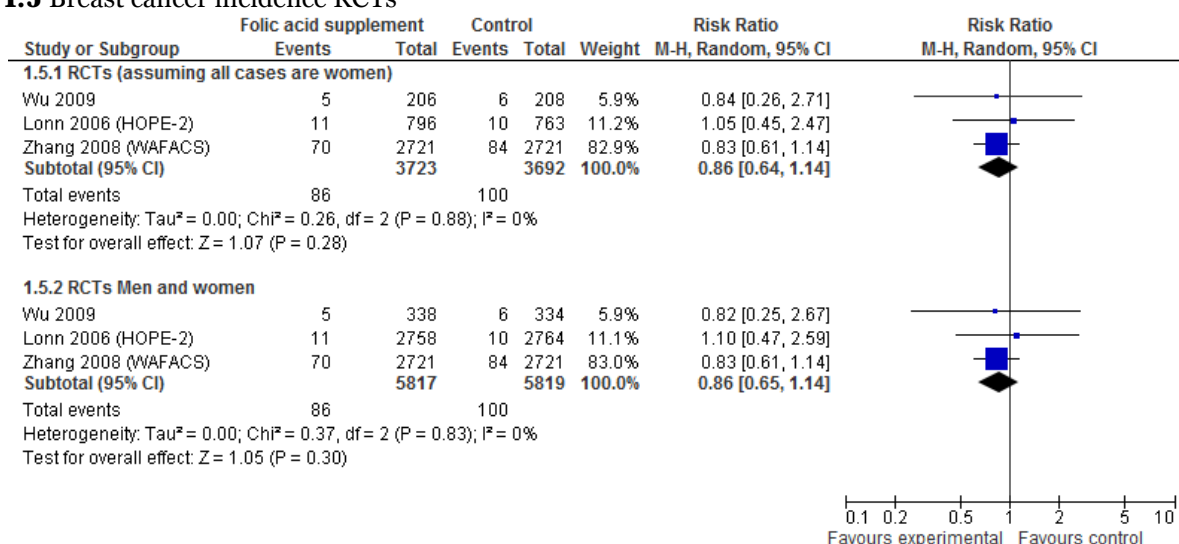 1.5 Breast cancer incidence RCTs
Folic acid supplement Control Risk Ratio Risk Ratio
Study or Subgroup Events Total Events Total Weight M-H, Random, 95% CI M-H, Random, 95% CI
1.5.1 RCTs (assuming all cases are women)
Wu 2009 5 206 6 208 5.9% 0.84 [0.26, 2.71]
Lonn 2006 (HOPE-2) 11 796 10 763 11.2% 1.05 [0.45, 2.47]
Zhang 2008 (WAFACS) 70 2721 84 2721 82.9% 0.83 [0.61, 1.14]
Subtotal (95% CI) 3723 3692 100.0% 0.86 [0.64, 1.14]
Total events 86 100
Heterogeneity: Tau² = 0.00; Chi² = 0.26, df = 2 (P = 0.88); I² = 0%
Test for overall effect: Z = 1.07 (P = 0.28)
1.5.2 RCTs Men and women
Wu 2009 5 338 6 334 5.9% 0.82 [0.25, 2.67]
Lonn 2006 (HOPE-2) 11 2758 10 2764 11.1% 1.10 [0.47, 2.59]
Zhang 2008 (WAFACS) 70 2721 84 2721 83.0% 0.83 [0.61, 1.14]
Subtotal (95% CI) 5817 5819 100.0% 0.86 [0.65, 1.14]
Total events 86 100
Heterogeneity: Tau² = 0.00; Chi² = 0.37, df = 2 (P = 0.83); I² = 0%
Test for overall effect: Z = 1.05 (P = 0.30)
0.1 0.2 0.5 1 2 5 10
Favours experimental Favours control